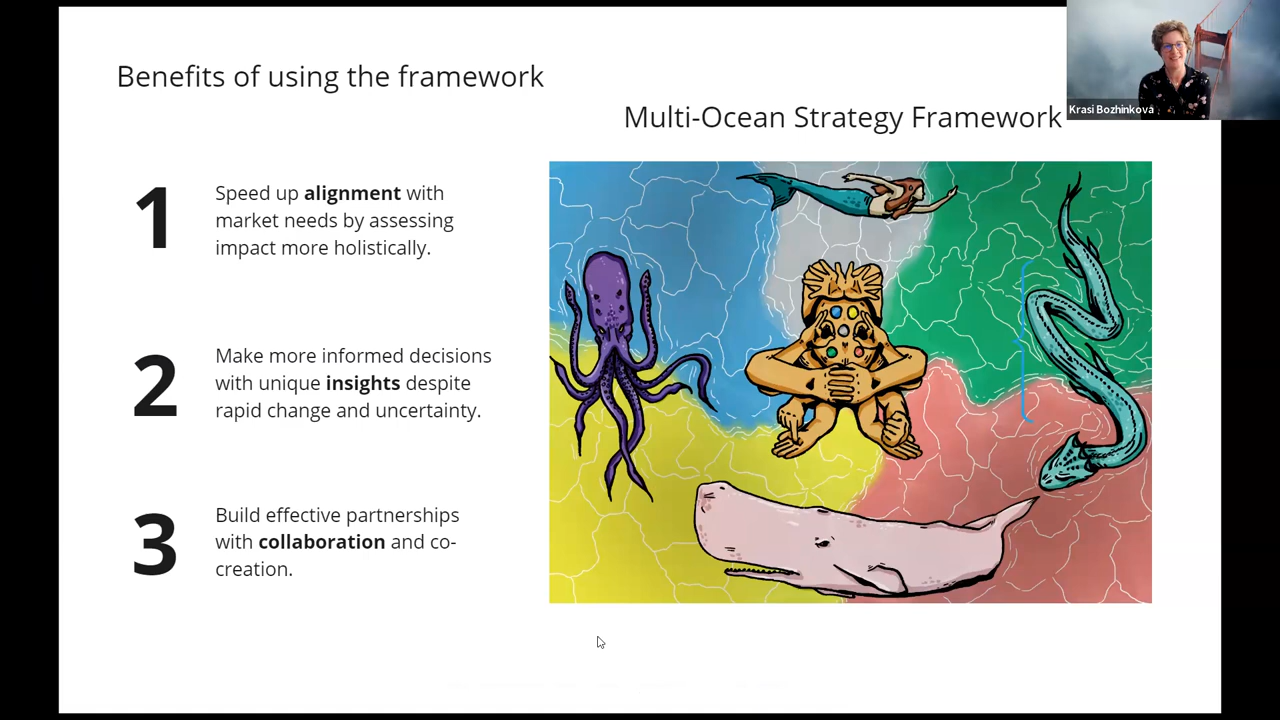 Benefits of using the framework
Multi-Ocean Strategy Framework
Krasi Bozhinkova
1
Speed up alignment with
market needs by assessing
impact more holistically.
2
Make more informed decisions
with unique insights despite
rapid change and uncertainty.
3
Build effective partnerships
with collaboration and co-
creation.